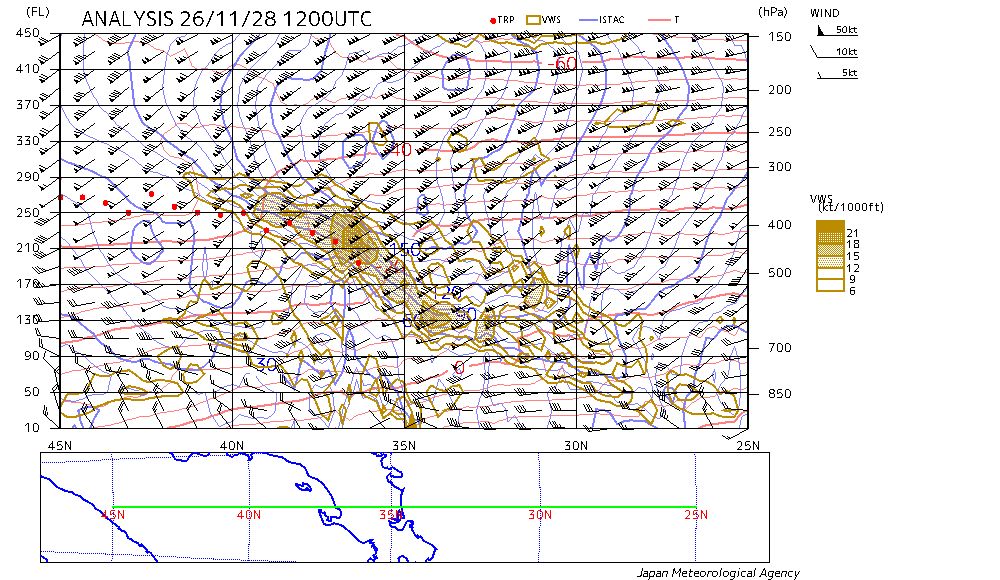 (FL) ANALYSIS 26/11/28 1200UTC TRP VWS ISTAC T (hPa) WIND
450 150
50kt
410 -60 10kt
5kt
370 200
330 -40 250
290 300
VWS
(kt/1000ft)
250 400
21
210 150 18
15
12
170 120 500 9
6
130 90
90 30 0 700
50 850
10
45N 40N 35N 30N 25N
45N 40N 35N 30N 25N
Japan Meteorological Agency